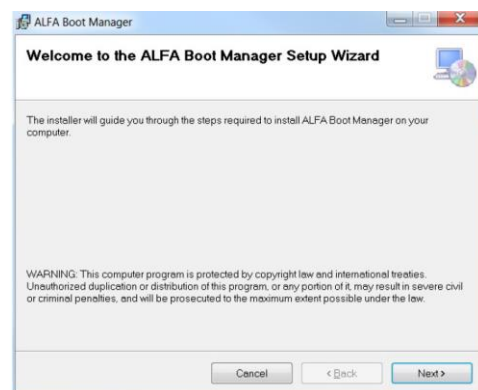 ALFA Boot Manager
Welcome to the ALFA Boot Manager Setup Wizard
The installer will guide you through the steps required to install ALFA Boot Manager on your
computer.
WARNING: This computer program is protected by copyright law and international treaties.
Unauthorized duplication or distribution of this program, or any portion of it, may result in severe civil
or criminal penalties, and will be prosecuted to the maximum extent possible under the law.
Cancel < Back Next >